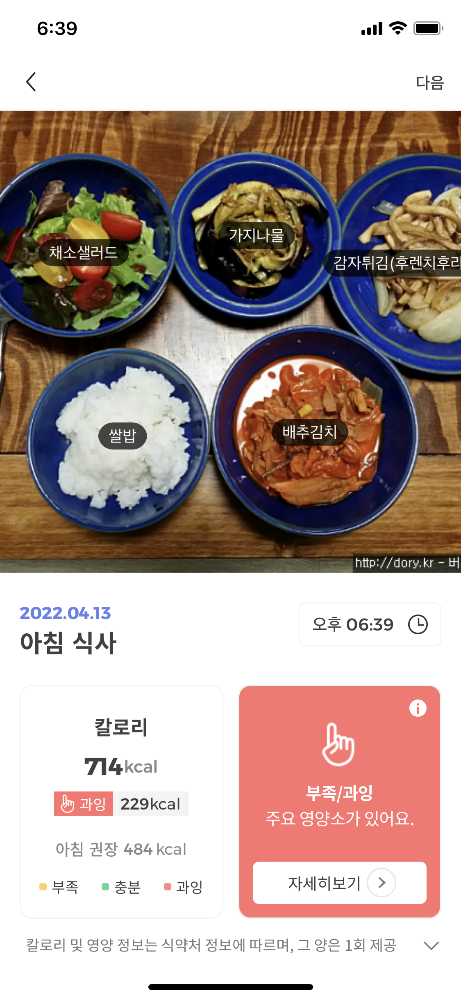 6:39
다음
채소샐러드
가지나물
감자튀김(후렌치후라
쌀밥
배추김치
http://dory.kr - 버
2022.04.13
아침 식사
오후 06:39
칼로리
714kcal
과잉 229kcal
아침 권장 484 kcal
부족 충분 과잉
i
부족/과잉
주요 영양소가 있어요.
자세히보기
칼로리 및 영양 정보는 식약처 정보에 따르며, 그 양은 1회 제공